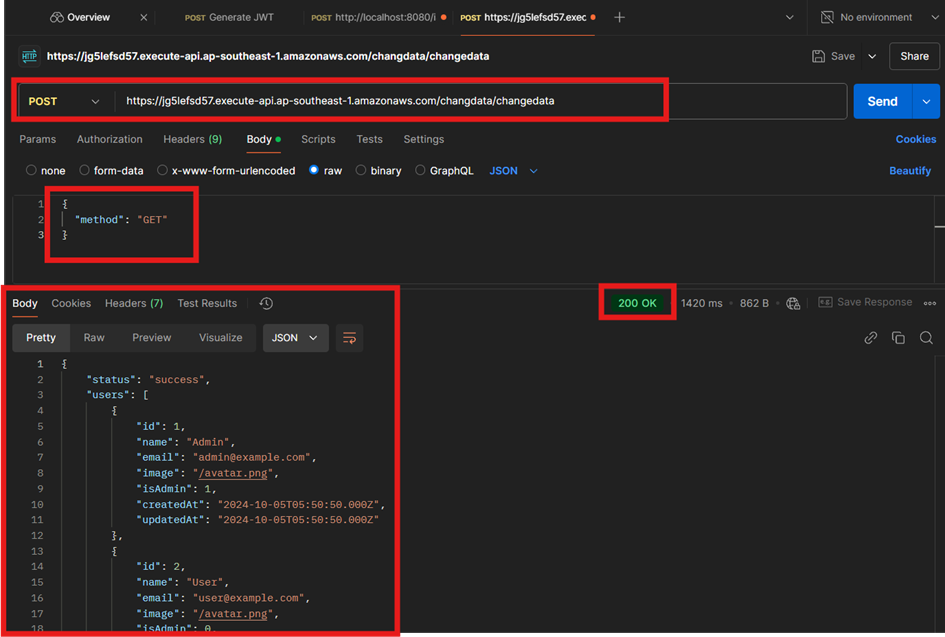 Overview
POST Generate JWT
POST http://localhost:8080/i
POST https://jg5lefsd57.exec
No environment
HTTP https://jg5lefsd57.execute-api.ap-southeast-1.amazonaws.com/changdata/changedata
Save
Share
POST
https://jg5lefsd57.execute-api.ap-southeast-1.amazonaws.com/changdata/changedata
Send
Params Authorization Headers (9) Body Scripts Tests Settings Cookies
none form-data x-www-form-urlencoded raw binary GraphQL JSON Beautify
1 {
2 "method": "GET"
3 }
Body Cookies Headers (7) Test Results 200 OK 1420 ms 862 B Save Response
Pretty Raw Preview Visualize JSON
1 {
2 "status": "success",
3 "users": [
4 {
5 "id": 1,
6 "name": "Admin",
7 "email": "admin@example.com",
8 "image": "/avatar.png",
9 "isAdmin": 1,
10 "createdAt": "2024-10-05T05:50:50.000Z",
11 "updatedAt": "2024-10-05T05:50:50.000Z"
12 },
13 {
14 "id": 2,
15 "name": "User",
16 "email": "user@example.com",
17 "image": "/avatar.png",
18 "isAdmin": 0,